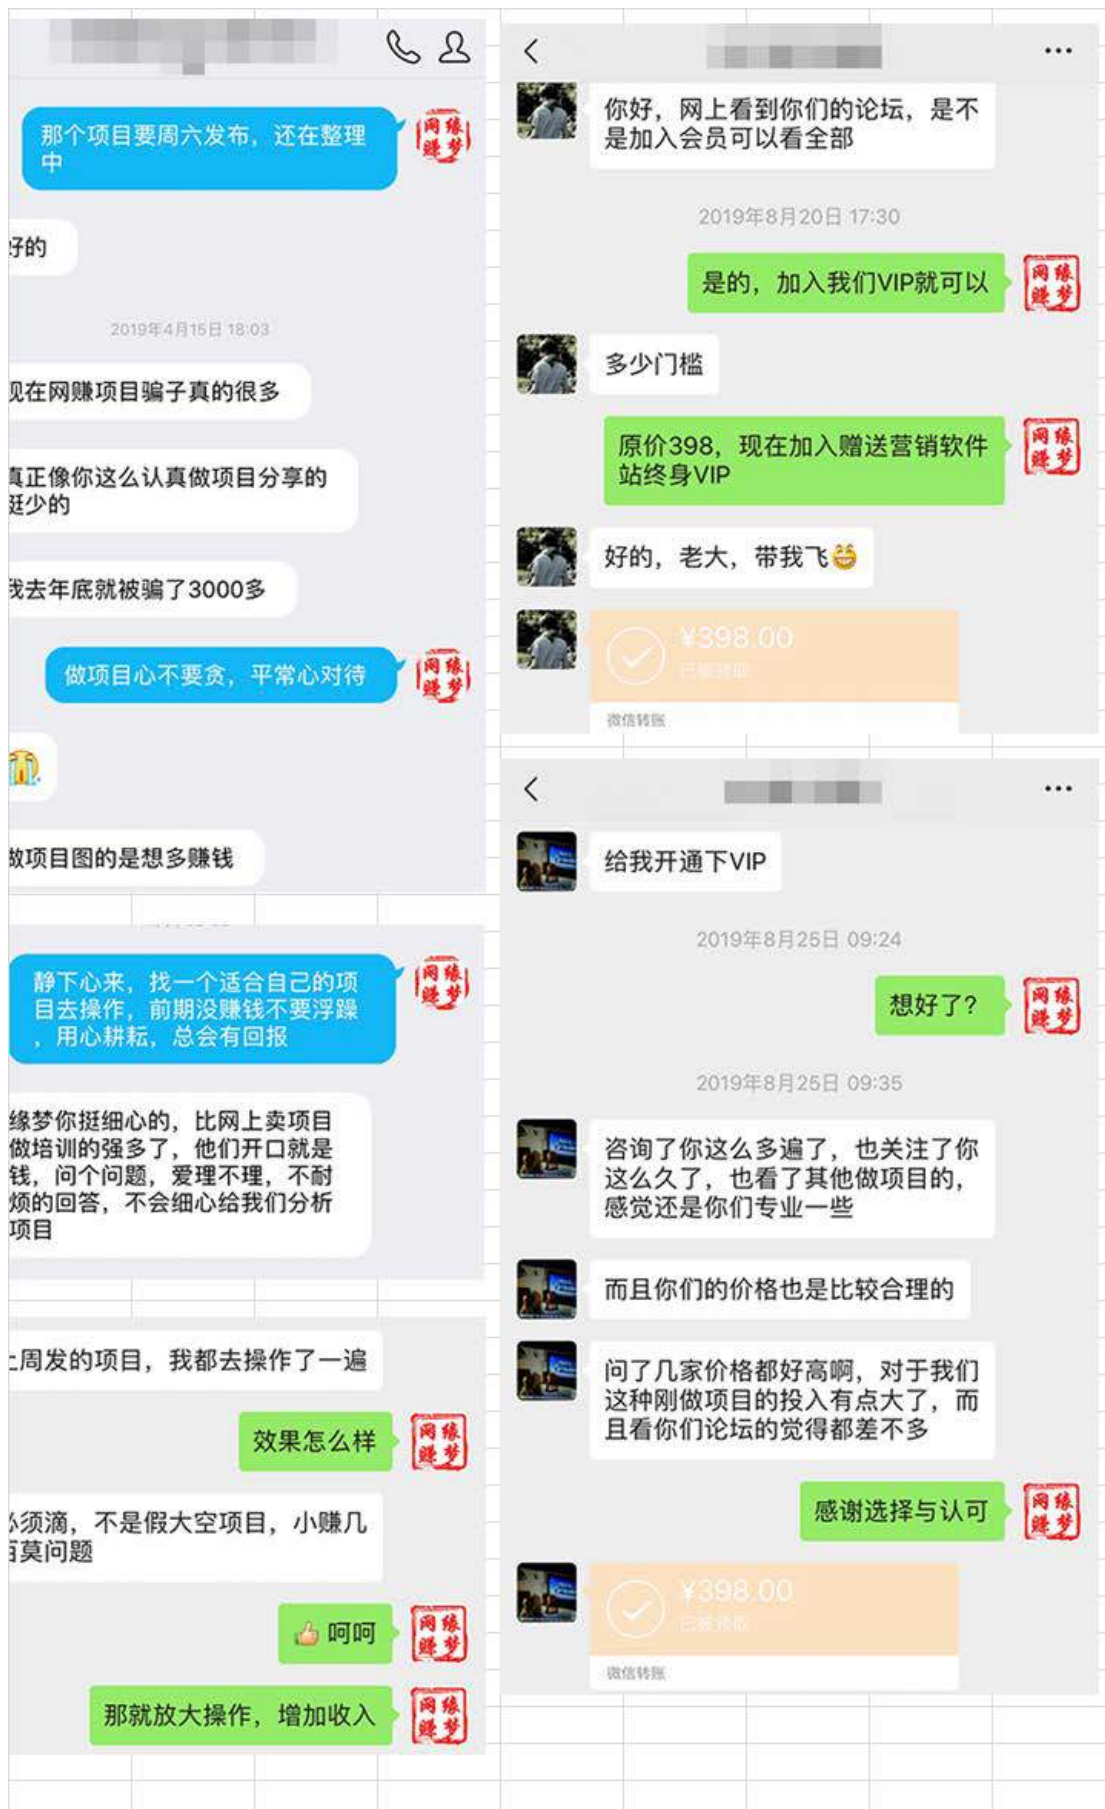 那个项目要周六发布，还在整理
中
好的
2019年4月15日 18:03
现在网赚项目骗子真的很多
真正像你这么认真做项目分享的
挺少的
我去年底就被骗了3000多
做项目心不要贪，平常心对待
做项目图的是想多赚钱
静下心来，找一个适合自己的项
目去操作，前期没赚钱不要浮躁
，用心耕耘，总会有回报
缘梦你挺细心的，比网上卖项目
做培训的强多了，他们开口就是
钱，问个问题，爱理不理，不耐
烦的回答，不会细心给我们分析
项目
上周发的项目，我都去操作了一遍
效果怎么样
必须滴，不是假大空项目，小赚几
百莫问题
呵呵
那就放大操作，增加收入
你好，网上看到你们的论坛，是不
是加入会员可以看全部
2019年8月20日 17:30
是的，加入我们VIP就可以
多少门槛
原价398，现在加入赠送营销软件
站终身VIP
好的，老大，带我飞
¥398.00
已被领取
微信转账
给我开通下VIP
2019年8月25日 09:24
想好了?
2019年8月25日 09:35
咨询了你这么多遍了，也关注了你
这么久了，也看了其他做项目的，
感觉还是你们专业一些
而且你们的价格也是比较合理的
问了几家价格都好高啊，对于我们
这种刚做项目的投入有点大了，而
且看你们论坛的觉得都差不多
感谢选择与认可
¥398.00
已被领取
微信转账
网赚缘梦